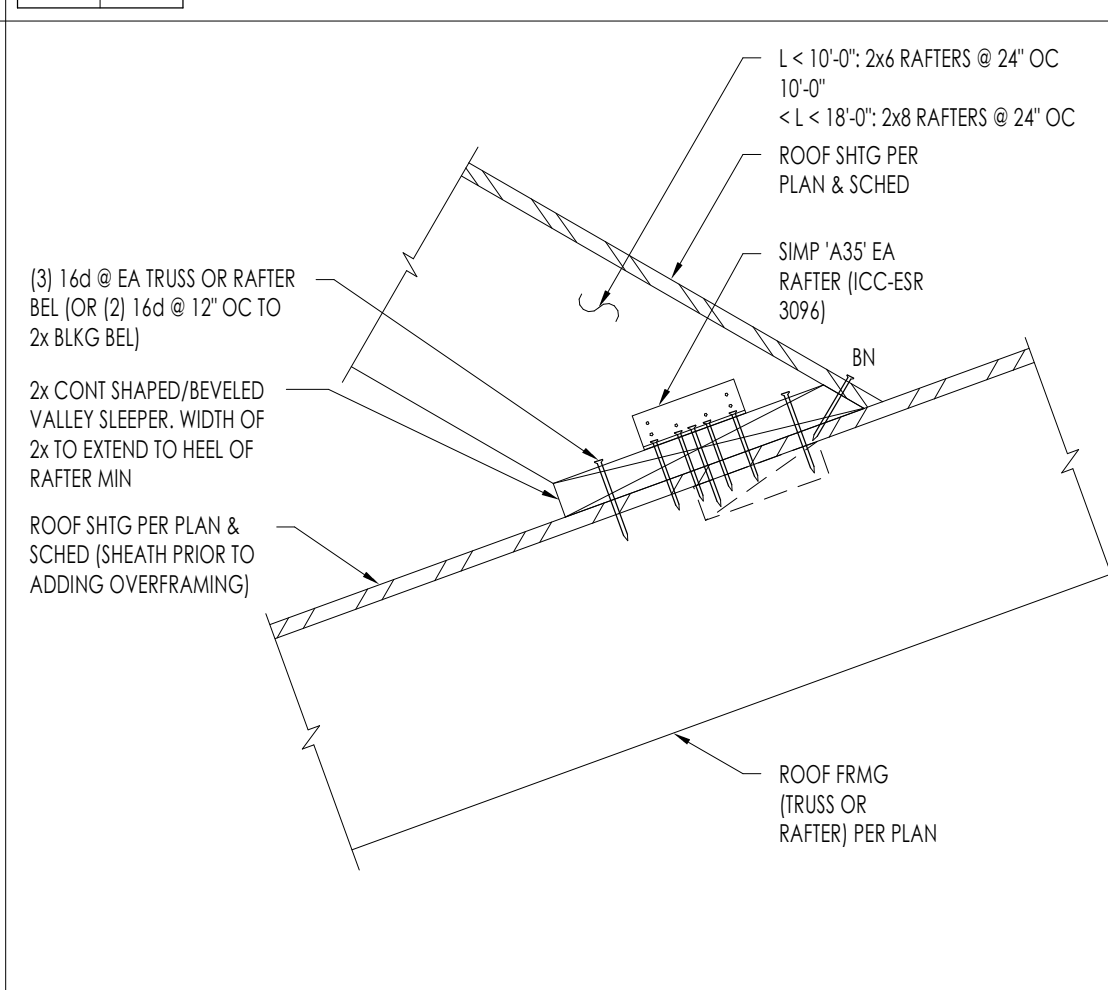 L < 10'-0": 2x6 RAFTERS @ 24" OC
10'-0"
< L < 18'-0": 2x8 RAFTERS @ 24" OC
ROOF SHTG PER
PLAN & SCHED
SIMP 'A35' EA
RAFTER (ICC-ESR
3096)
BN
(3) 16d @ EA TRUSS OR RAFTER
BEL (OR (2) 16d @ 12" OC TO
2x BLKG BEL)
2x CONT SHAPED/BEVELED
VALLEY SLEEPER. WIDTH OF
2x TO EXTEND TO HEEL OF
RAFTER MIN
ROOF SHTG PER PLAN &
SCHED (SHEATH PRIOR TO
ADDING OVERFRAMING)
ROOF FRMG
(TRUSS OR
RAFTER) PER PLAN